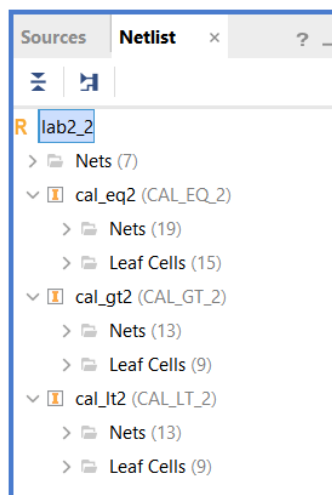 Sources Netlist × ? _
R lab2_2
Nets (7)
I cal_eq2 (CAL_EQ_2)
Nets (19)
Leaf Cells (15)
I cal_gt2 (CAL_GT_2)
Nets (13)
Leaf Cells (9)
I cal_lt2 (CAL_LT_2)
Nets (13)
Leaf Cells (9)